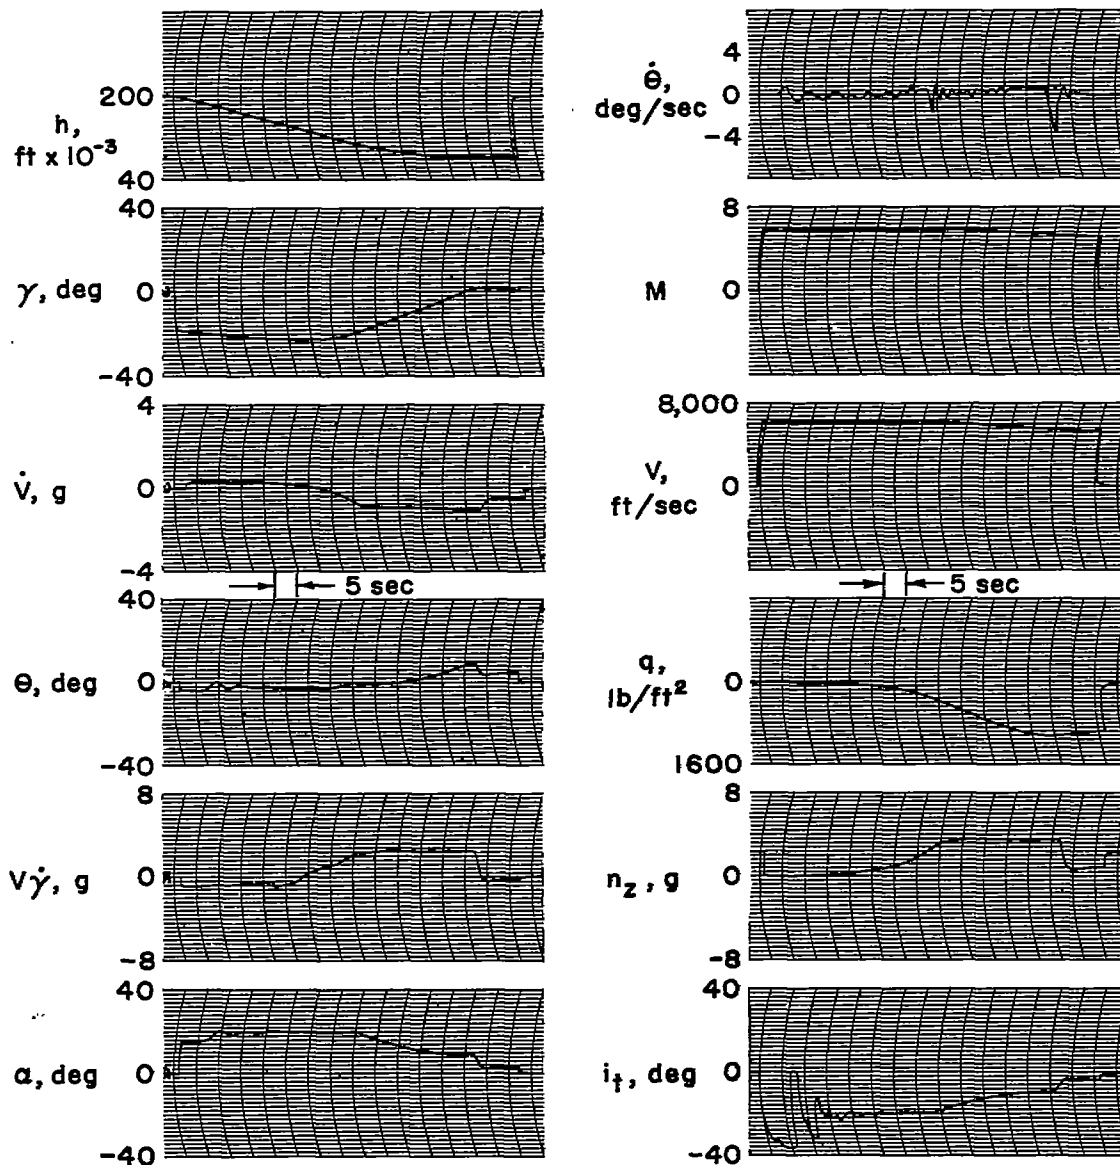 200
h,
ft x 10⁻³
40
40
γ, deg 0
-40
4
V̇, g 0
-4
5 sec
40
θ, deg 0
-40
8
Vγ̇, g 0
-8
40
α, deg 0
-40
4
θ̇,
deg/sec 0
-4
8
M 0
8,000
V,
ft/sec 0
5 sec
q,
lb/ft² 0
1600
8
n_z, g 0
-8
40
i_t, deg 0
-40